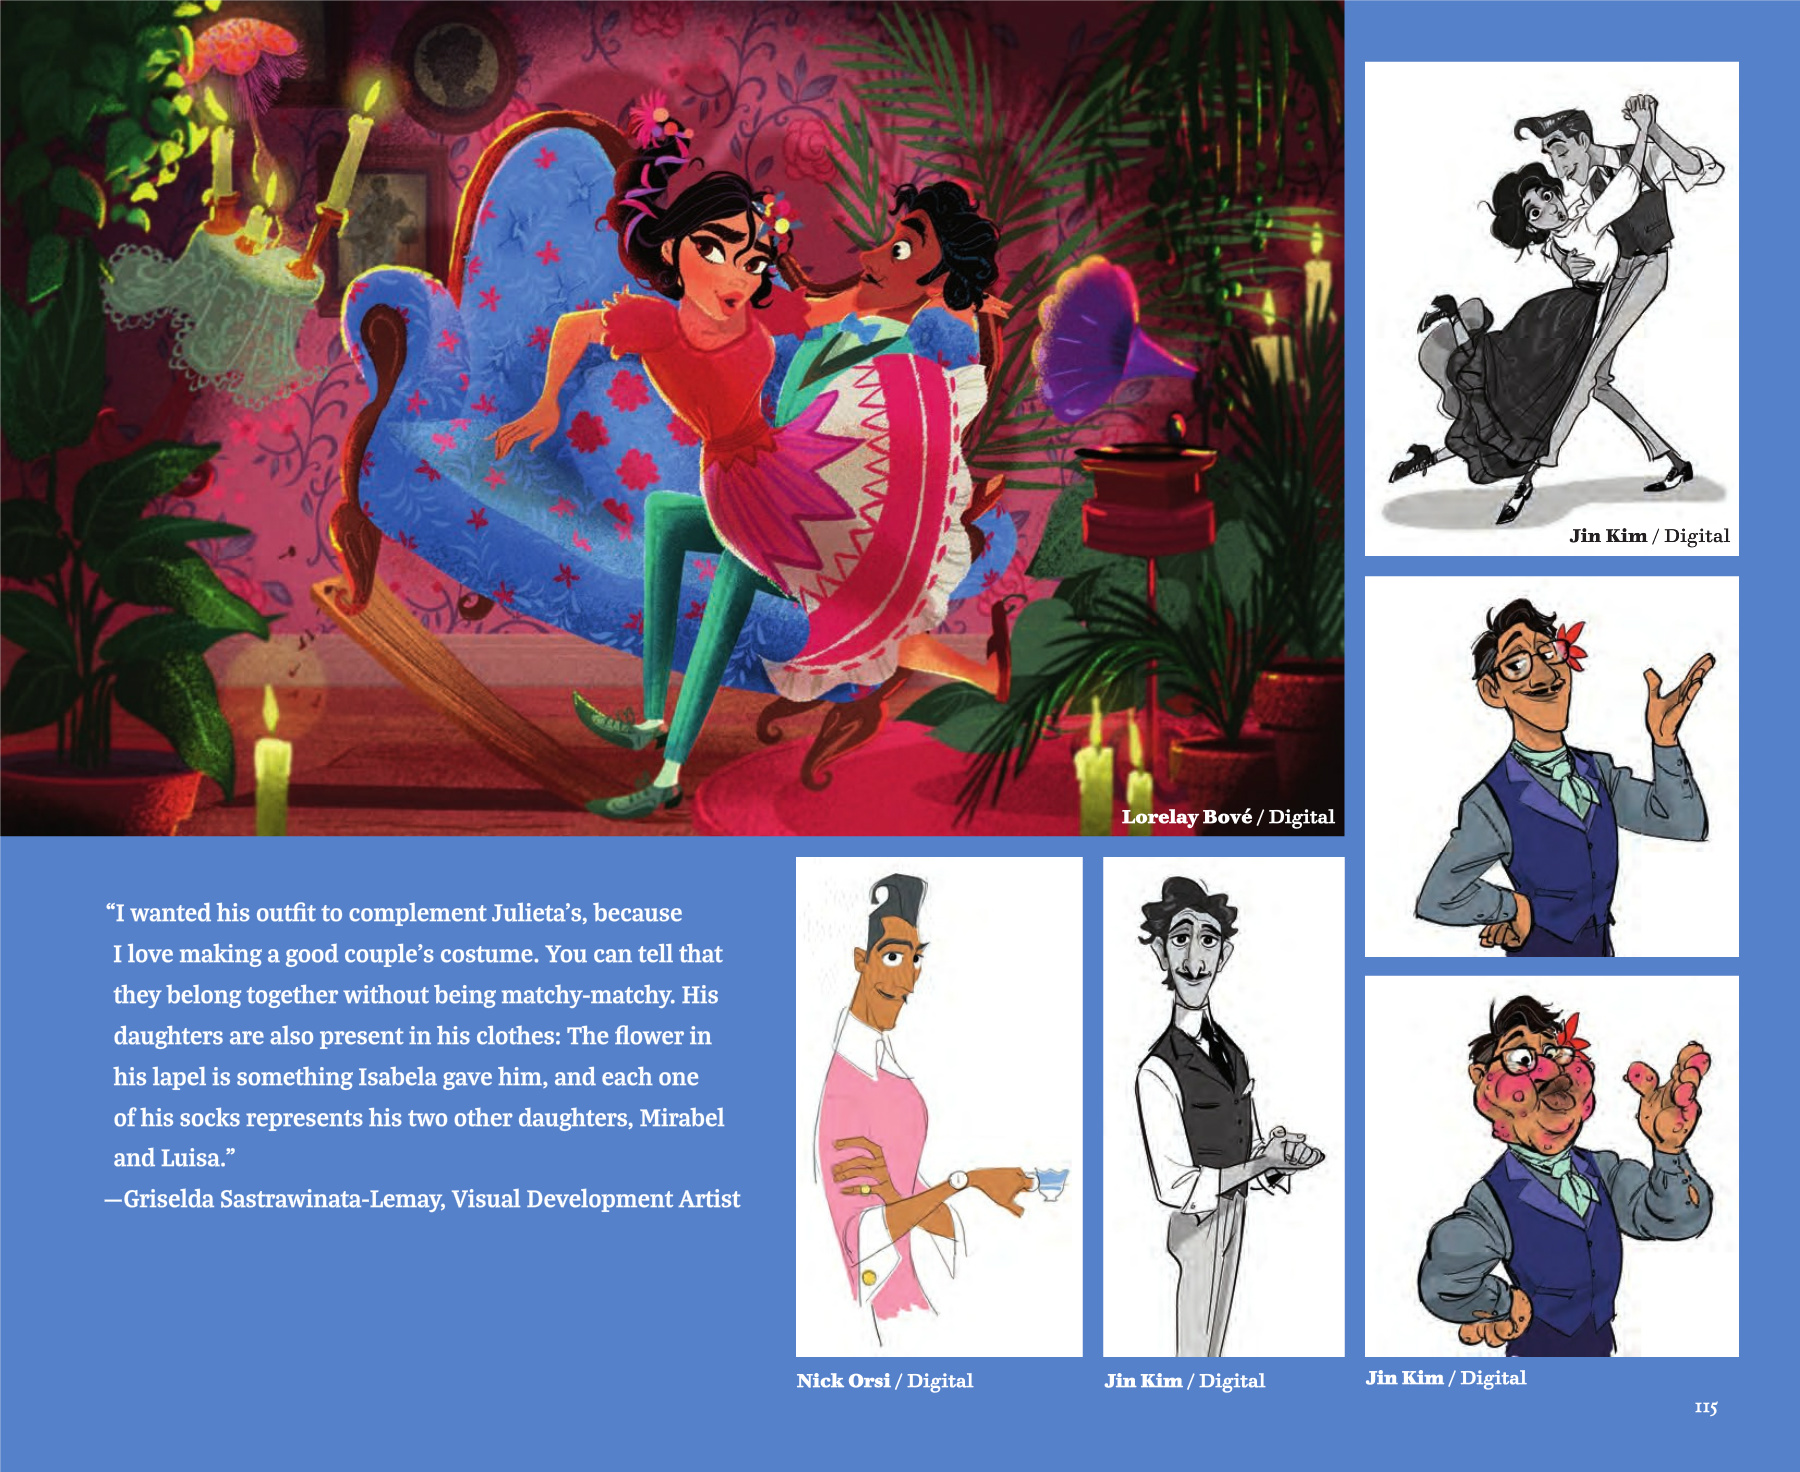 Jin Kim / Digital
Lorelay Bové / Digital
“I wanted his outfit to complement Julieta’s, because
I love making a good couple’s costume. You can tell that
they belong together without being matchy-matchy. His
daughters are also present in his clothes: The flower in
his lapel is something Isabela gave him, and each one
of his socks represents his two other daughters, Mirabel
and Luisa.”
—Griselda Sastrawinata-Lemay, Visual Development Artist
Nick Orsi / Digital
Jin Kim / Digital
Jin Kim / Digital
115